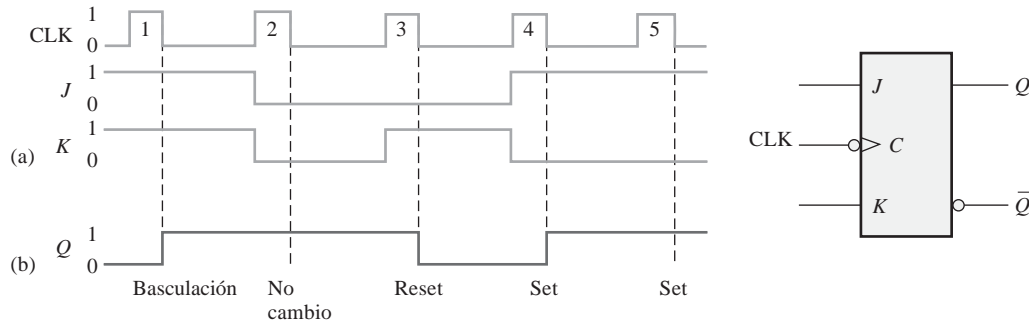 1
CLK
0
1
2
3
4
5
1
J
0
1
K
(a)
0
1
Q
(b)
0
Basculación
No
cambio
Reset
Set
Set
J
Q
CLK
C
K
Q̅